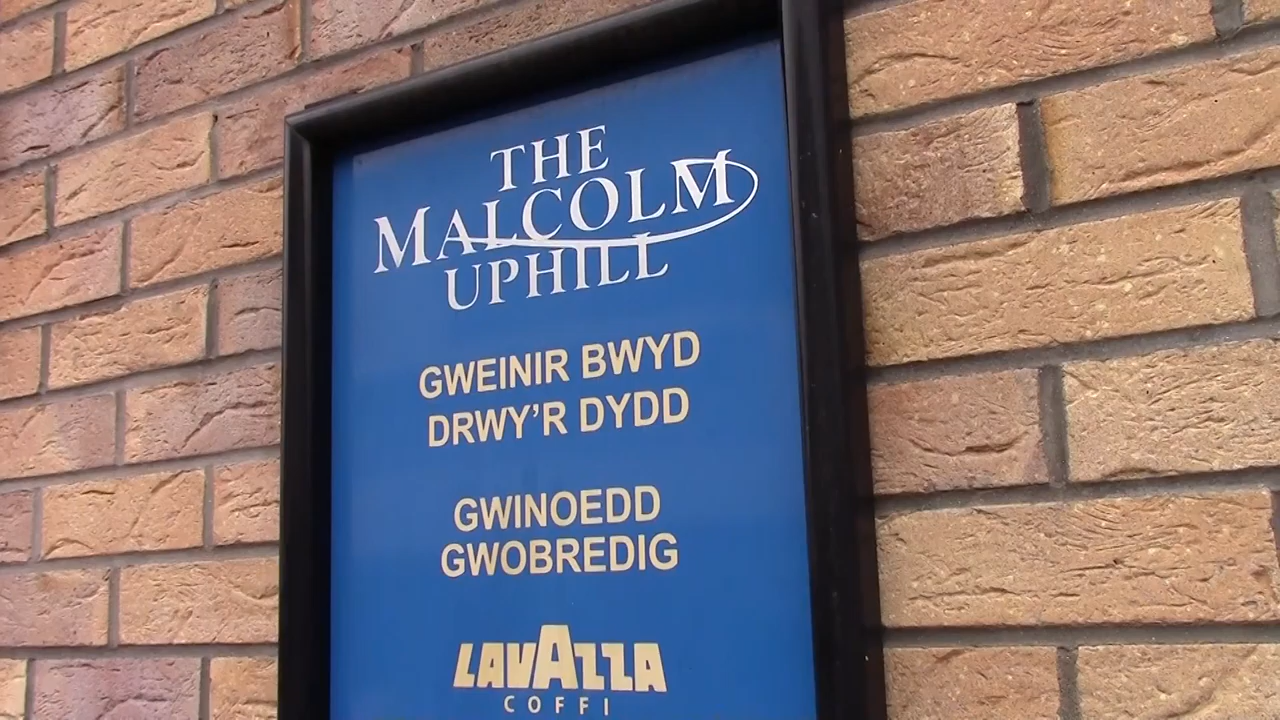 THE
MALCOLM
UPHILL
GWEINIR BWYD
DRWY'R DYDD
GWINOEDD
GWOBREDIG
LAVAZZA
COFFI